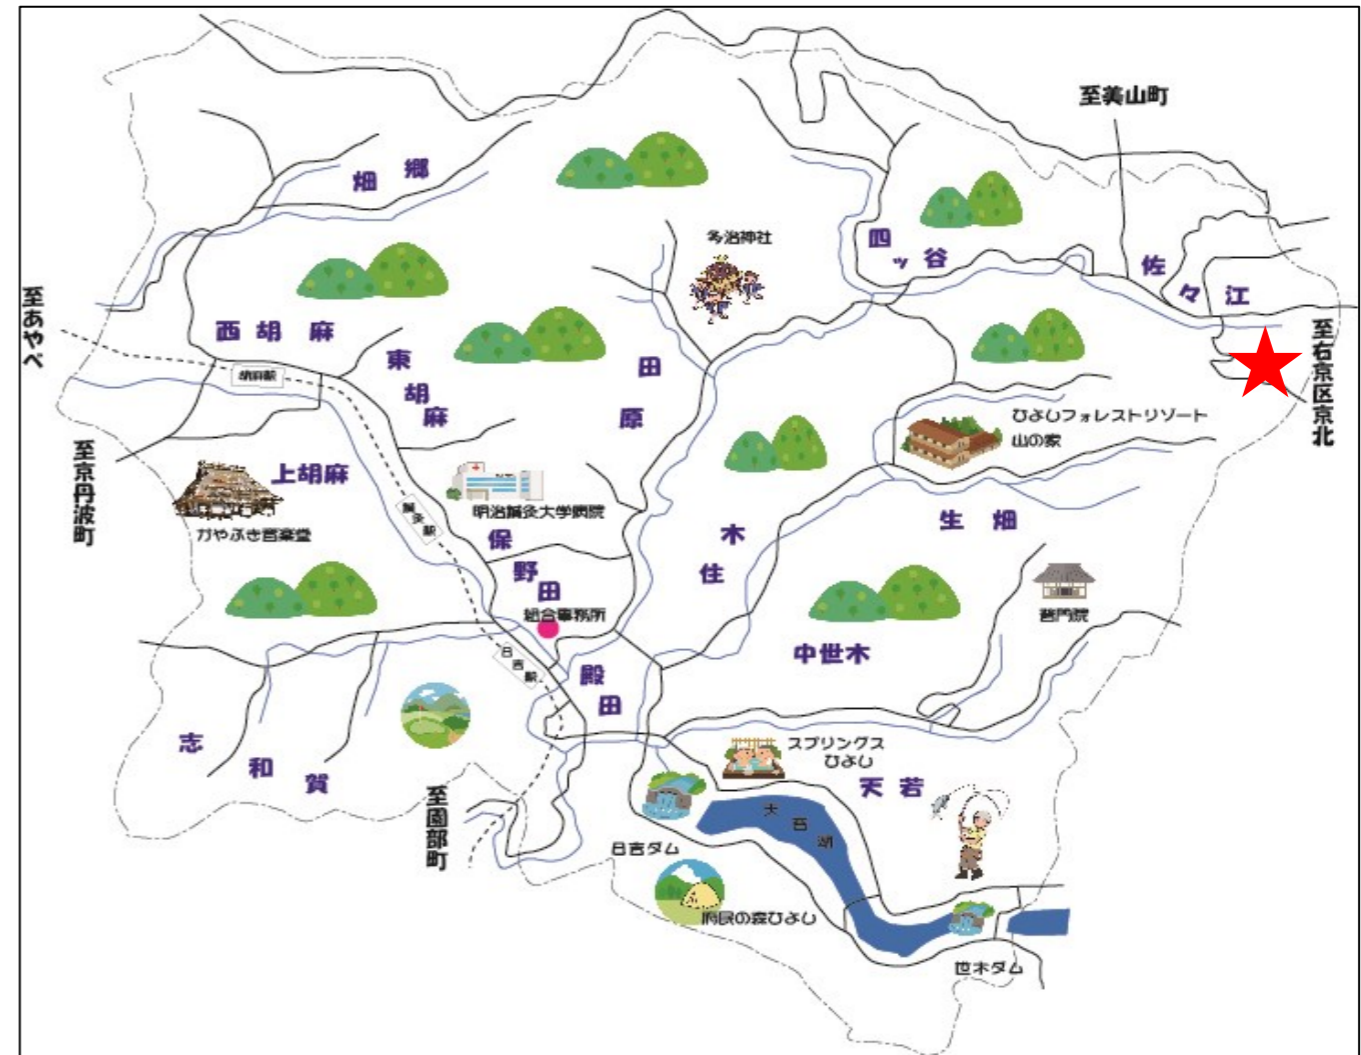 至美山町
畑郷
多治神社
四ッ谷
佐々江
至あやべ
西胡麻
東胡麻
田原
至右京区京北
胡麻駅
ひよしフォレストリゾート
山の家
至京丹波町
上胡麻
かやぶき音楽堂
明治鍼灸大学病院
鍼灸駅
保野田
木住
生畑
普門院
組合事務所
日吉駅
殿田
中世木
志和賀
スプリングス
ひよし
天若
至園部町
天若湖
日吉ダム
府民の森ひよし
世木ダム